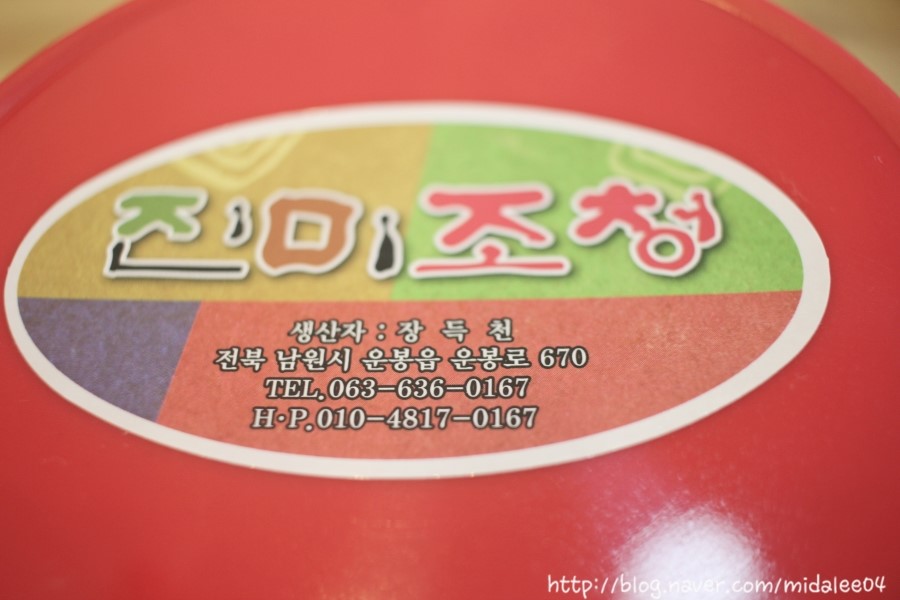 진미조청
생산자 : 장 득 천
전북 남원시 운봉읍 운봉로 670
TEL.063-636-0167
H·P.010-4817-0167
http://blog.naver.com/midalee04